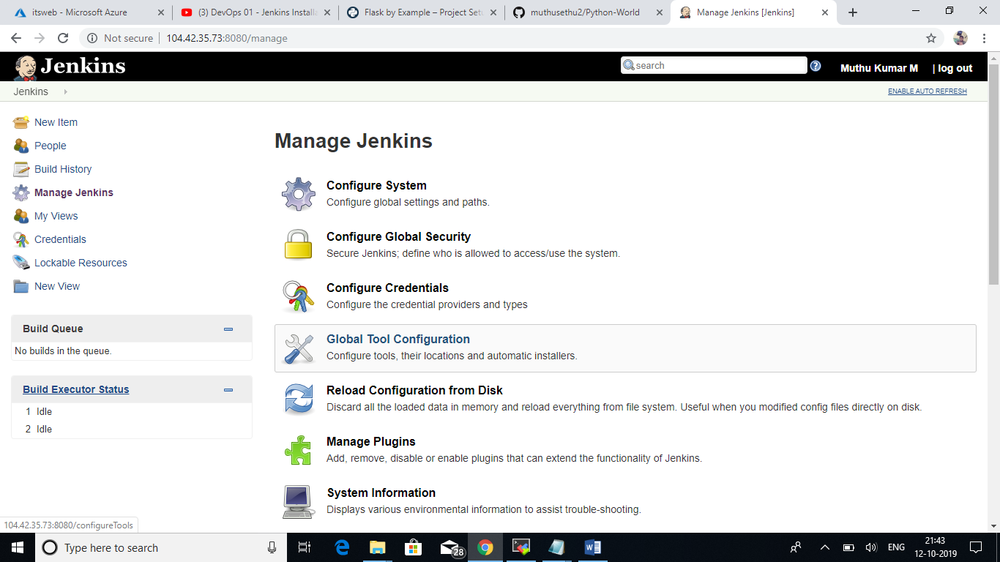 itsweb - Microsoft Azure
(3) DevOps 01 - Jenkins Installa
Flask by Example – Project Setu
muthusethu2/Python-World
Manage Jenkins [Jenkins]
Not secure
104.42.35.73:8080/manage
Jenkins
search
Muthu Kumar M
| log out
Jenkins
ENABLE AUTO REFRESH
New Item
People
Build History
Manage Jenkins
My Views
Credentials
Lockable Resources
New View
Build Queue
No builds in the queue.
Build Executor Status
1 Idle
2 Idle
Manage Jenkins
Configure System
Configure global settings and paths.
Configure Global Security
Secure Jenkins; define who is allowed to access/use the system.
Configure Credentials
Configure the credential providers and types
Global Tool Configuration
Configure tools, their locations and automatic installers.
Reload Configuration from Disk
Discard all the loaded data in memory and reload everything from file system. Useful when you modified config files directly on disk.
Manage Plugins
Add, remove, disable or enable plugins that can extend the functionality of Jenkins.
System Information
Displays various environmental information to assist trouble-shooting.
104.42.35.73:8080/configureTools
Type here to search
28
ENG
21:43
12-10-2019